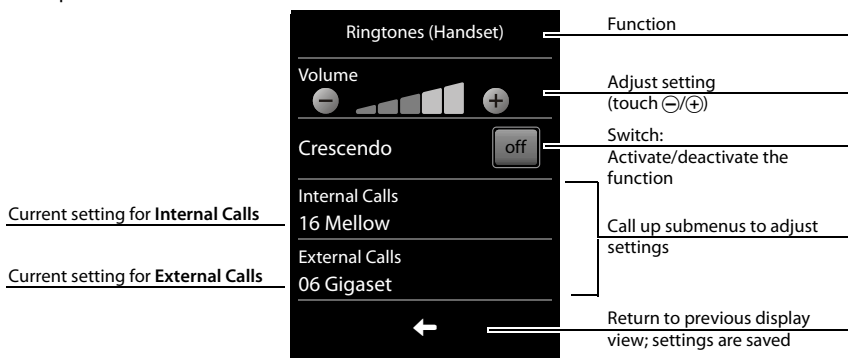 Ringtones (Handset)
Function
Volume
Adjust setting
(touch ⊖/⊕)
Switch:
Activate/deactivate the
function
Crescendo
off
Internal Calls
16 Mellow
Current setting for Internal Calls
Call up submenus to adjust
settings
External Calls
06 Gigaset
Current setting for External Calls
Return to previous display
view; settings are saved